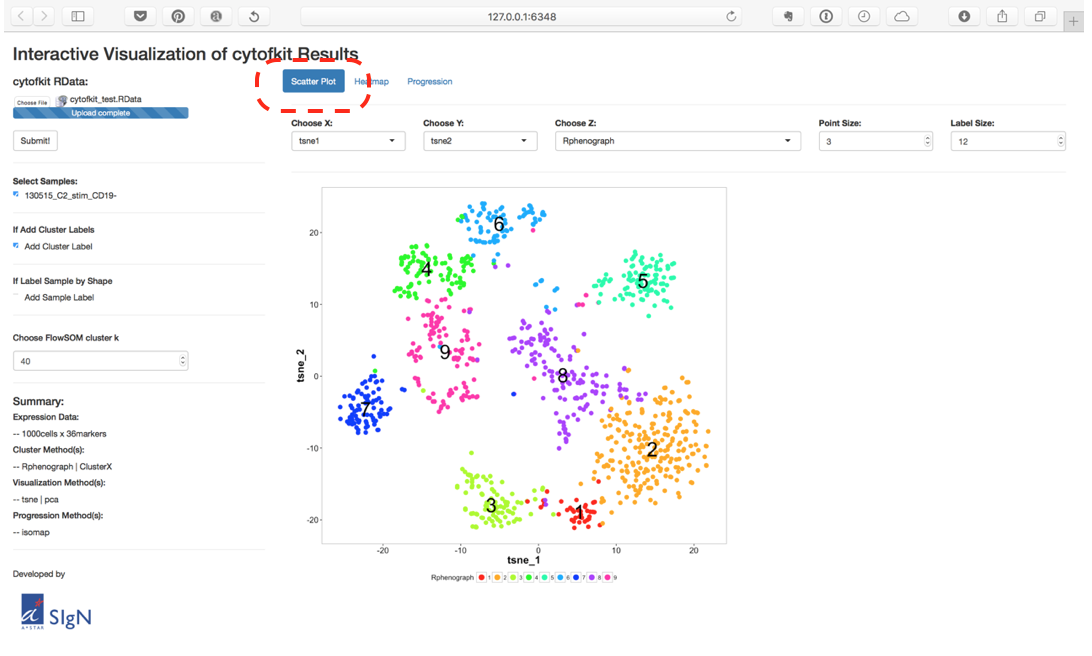 127.0.0.1:6348
Interactive Visualization of cytofkit Results
cytofkit RData:
Choose File cytofkit_test.RData
Upload complete
Submit!
Select Samples:
130515_C2_stim_CD19-
If Add Cluster Labels
Add Cluster Label
If Label Sample by Shape
Add Sample Label
Choose FlowSOM cluster k
40
Summary:
Expression Data:
-- 1000cells x 36markers
Cluster Method(s):
-- Rphenograph | ClusterX
Visualization Method(s):
-- tsne | pca
Progression Method(s):
-- isomap
Developed by
a
A*STAR
SIgN
Scatter Plot Heatmap Progression
Choose X: Choose Y: Choose Z: Point Size: Label Size:
tsne1 tsne2 Rphenograph 3 12
tsne_2
20
10
0
-10
-20
6
4
5
9
8
7
2
3
1
-20 -10 0 10 20
tsne_1
Rphenograph 1 2 3 4 5 6 7 8 9